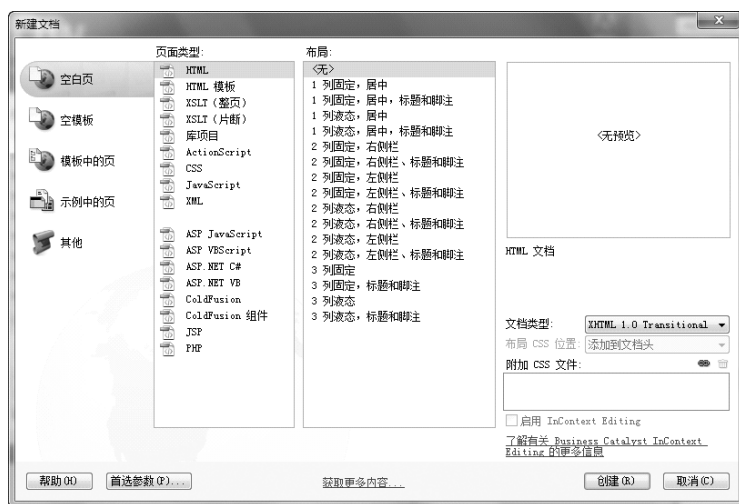 新建文档
空白页
空模板
模板中的页
示例中的页
其他
页面类型:
HTML
HTML 模板
XSLT (整页)
XSLT (片断)
库项目
ActionScript
CSS
JavaScript
XML
ASP JavaScript
ASP VBScript
ASP.NET C#
ASP.NET VB
ColdFusion
ColdFusion 组件
JSP
PHP
布局:
<无>
1 列固定，居中
1 列固定，居中，标题和脚注
1 列液态，居中
1 列液态，居中，标题和脚注
2 列固定，右侧栏
2 列固定，右侧栏、标题和脚注
2 列固定，左侧栏
2 列固定，左侧栏、标题和脚注
2 列液态，右侧栏
2 列液态，右侧栏、标题和脚注
2 列液态，左侧栏
2 列液态，左侧栏、标题和脚注
3 列固定
3 列固定，标题和脚注
3 列液态
3 列液态，标题和脚注
<无预览>
HTML 文档
文档类型: XHTML 1.0 Transitional
布局 CSS 位置: 添加到文档头
附加 CSS 文件:
启用 InContext Editing
了解有关 Business Catalyst InContext
Editing 的更多信息
帮助(H) 首选参数(P)... 获取更多内容... 创建(R) 取消(C)